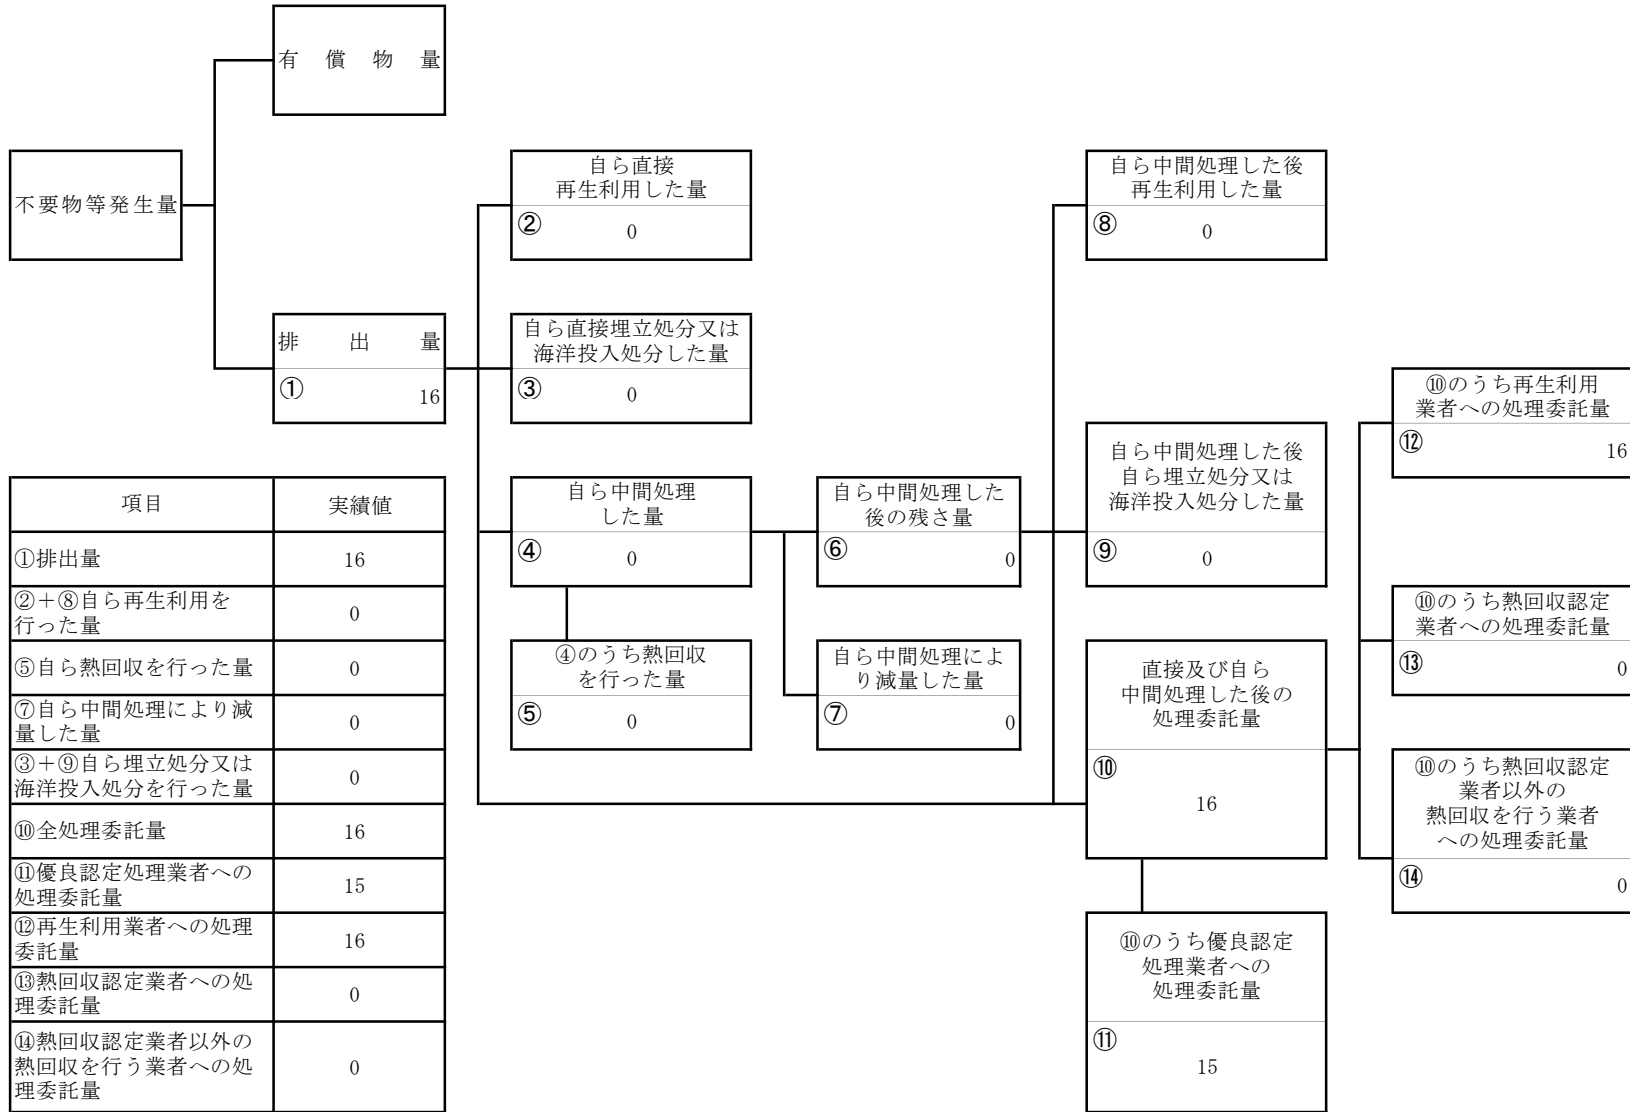 有償物量
不要物等発生量
排出量
①
16
自ら直接
再生利用した量
②
0
自ら直接埋立処分又は
海洋投入処分した量
③
0
自ら中間処理
した量
④
0
④のうち熱回収
を行った量
⑤
0
自ら中間処理した
後の残さ量
⑥
0
自ら中間処理によ
り減量した量
⑦
0
自ら中間処理した後
再生利用した量
⑧
0
自ら中間処理した後
自ら埋立処分又は
海洋投入処分した量
⑨
0
直接及び自ら
中間処理した後の
処理委託量
⑩
16
⑩のうち優良認定
処理業者への
処理委託量
⑪
15
⑩のうち再生利用
業者への処理委託量
⑫
16
⑩のうち熱回収認定
業者への処理委託量
⑬
0
⑩のうち熱回収認定
業者以外の
熱回収を行う業者
への処理委託量
⑭
0
項目 実績値
①排出量 16
②+⑧自ら再生利用を
行った量
0
⑤自ら熱回収を行った量 0
⑦自ら中間処理により減
量した量
0
③+⑨自ら埋立処分又は
海洋投入処分を行った量
0
⑩全処理委託量 16
⑪優良認定処理業者への
処理委託量
15
⑫再生利用業者への処理
委託量
16
⑬熱回収認定業者への処
理委託量
0
⑭熱回収認定業者以外の
熱回収を行う業者への処
理委託量
0